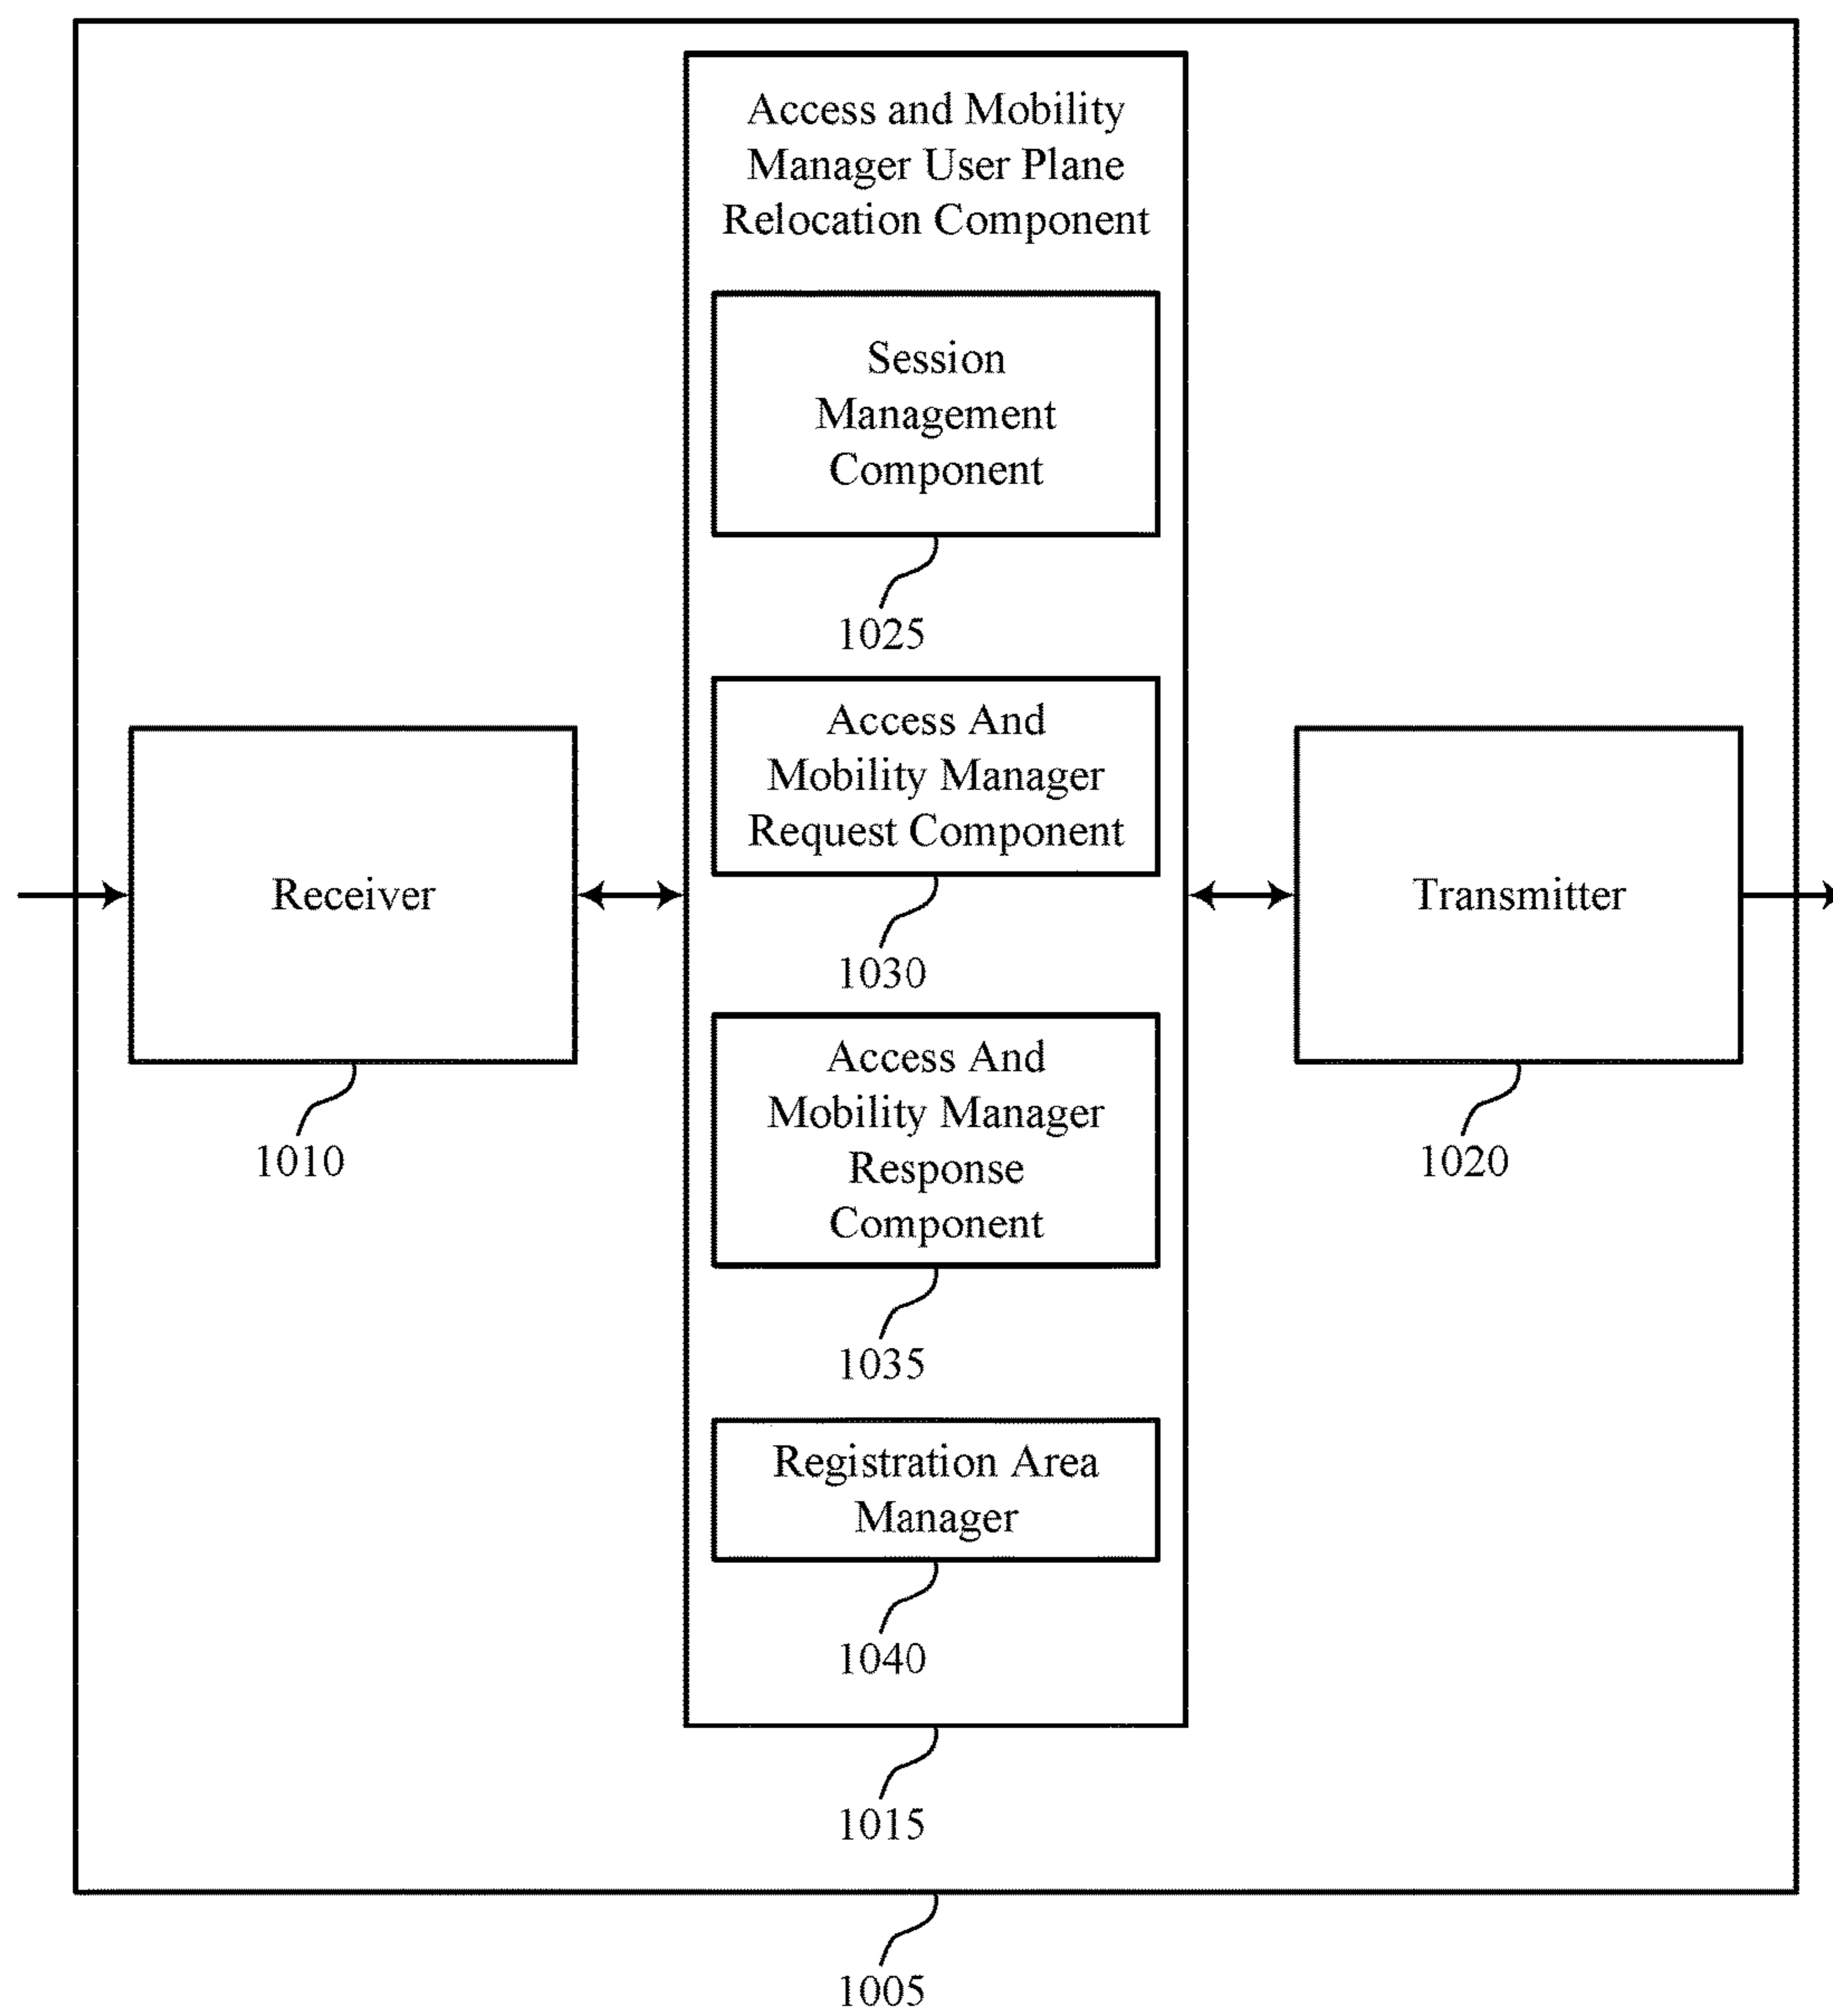 Access and Mobility
Manager User Plane
Relocation Component
Session
Management
Component
1025
Access And
Mobility Manager
Request Component
1030
Receiver
1010
Transmitter
1020
Access And
Mobility Manager
Response
Component
1035
Registration Area
Manager
1040
1015
1005